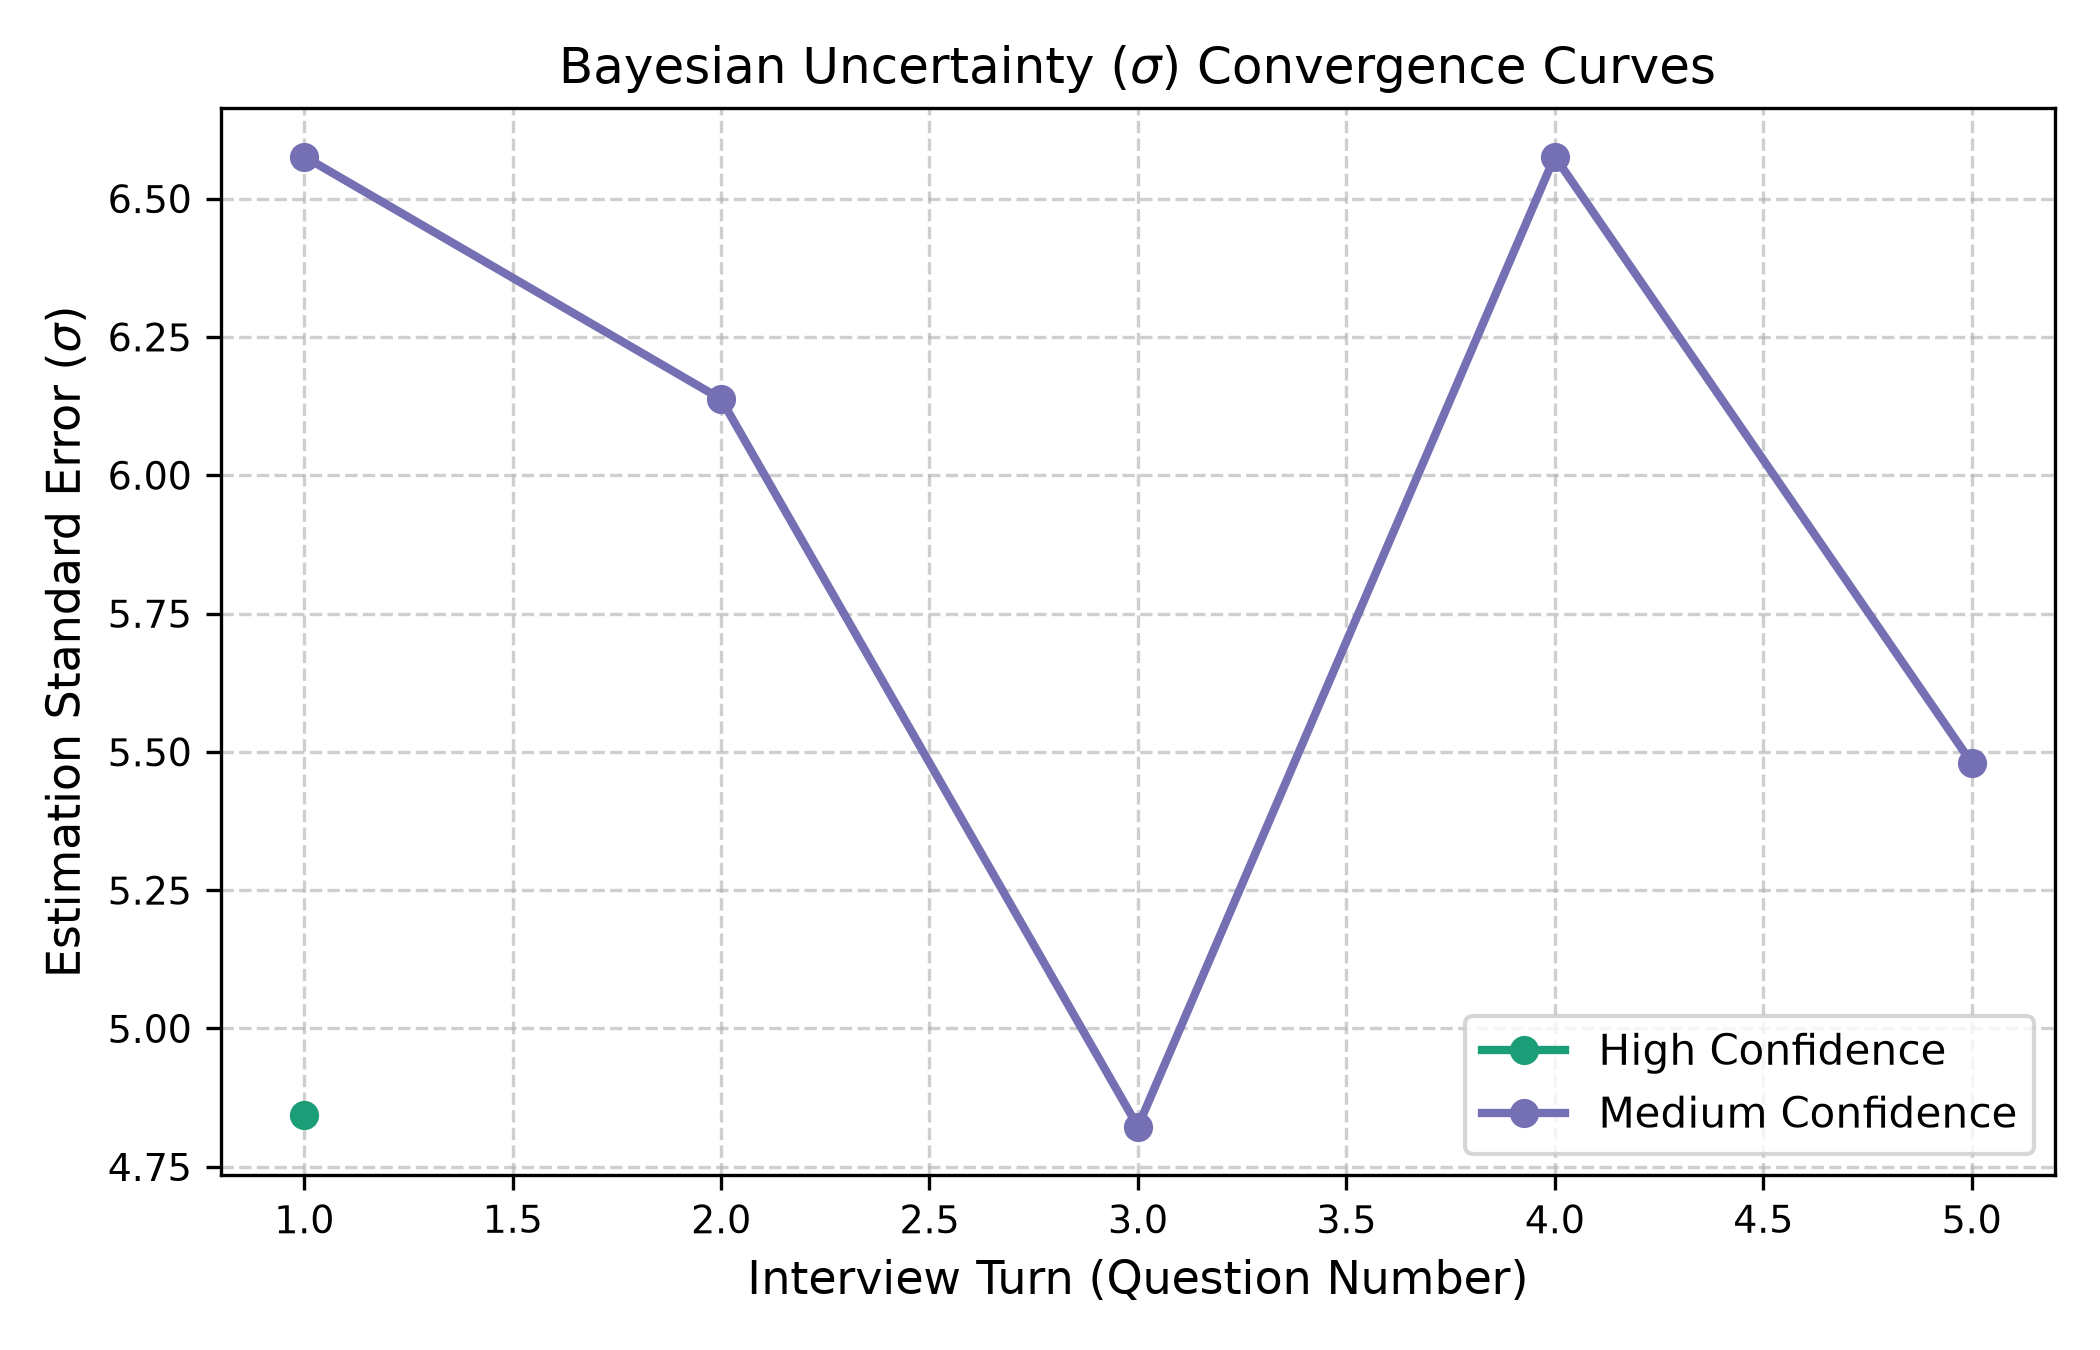 Bayesian Uncertainty (σ) Convergence Curves
Estimation Standard Error (σ)
6.50
6.25
6.00
5.75
5.50
5.25
5.00
4.75
High Confidence
Medium Confidence
1.0 1.5 2.0 2.5 3.0 3.5 4.0 4.5 5.0
Interview Turn (Question Number)